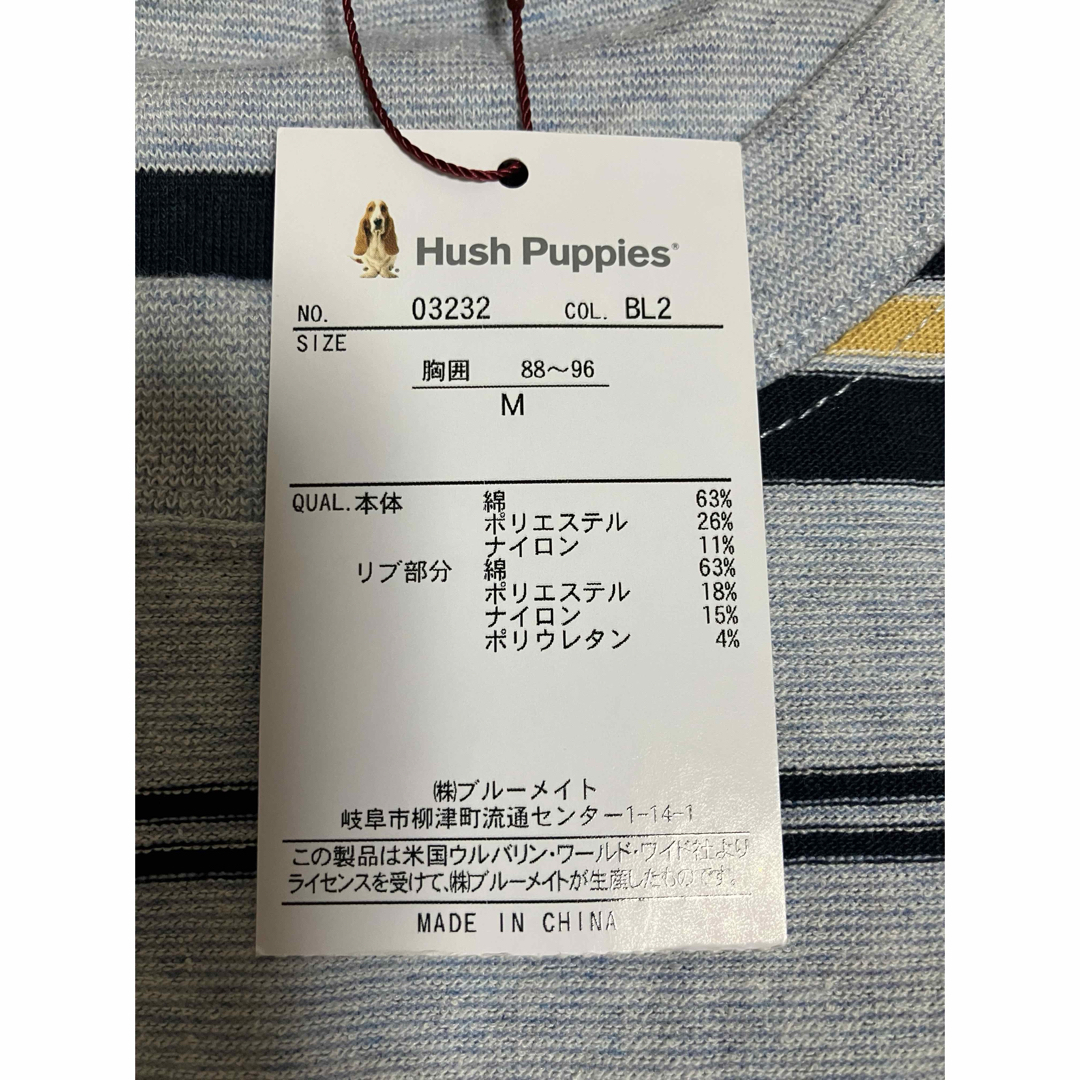 Hush Puppies®
NO. 03232 COL. BL2
SIZE
胸囲 88〜96
M
QUAL. 本体 綿 63%
ポリエステル 26%
ナイロン 11%
リブ部分 綿 63%
ポリエステル 18%
ナイロン 15%
ポリウレタン 4%
㈱ブルーメイト
岐阜市柳津町流通センター1-14-1
この製品は米国ウルバリン・ワールド・ワイド社より
ライセンスを受けて、㈱ブルーメイトが生産したものです。
MADE IN CHINA